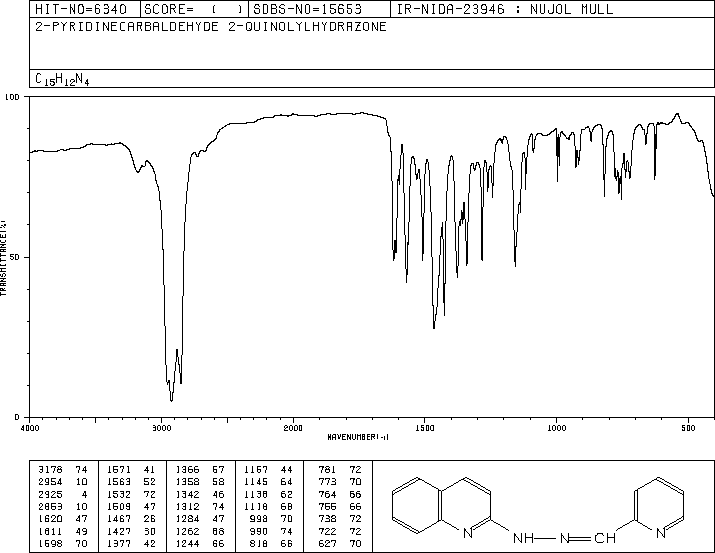 HIT-NO=6340 SCORE= ( ) SDBS-NO=15653 IR-NIDA-23946 : NUJOL MULL
2-PYRIDINECARBALDEHYDE 2-QUINOLYLHYDRAZONE
C15H12N4
100
50
0
TRANSMITTANCE(%)
4000 3000 2000 1500 1000 500
WAVENUMBER(-1)
3178 74 1571 41 1366 57 1157 44 781 72
2954 10 1563 52 1358 58 1145 64 773 70
2925 4 1532 72 1342 46 1138 62 764 66
2853 10 1509 47 1312 74 1118 68 755 66
1620 47 1467 26 1284 47 998 70 738 72
1611 49 1427 30 1262 68 990 74 722 72
1598 70 1377 42 1244 66 818 66 627 70
N NH N CH N